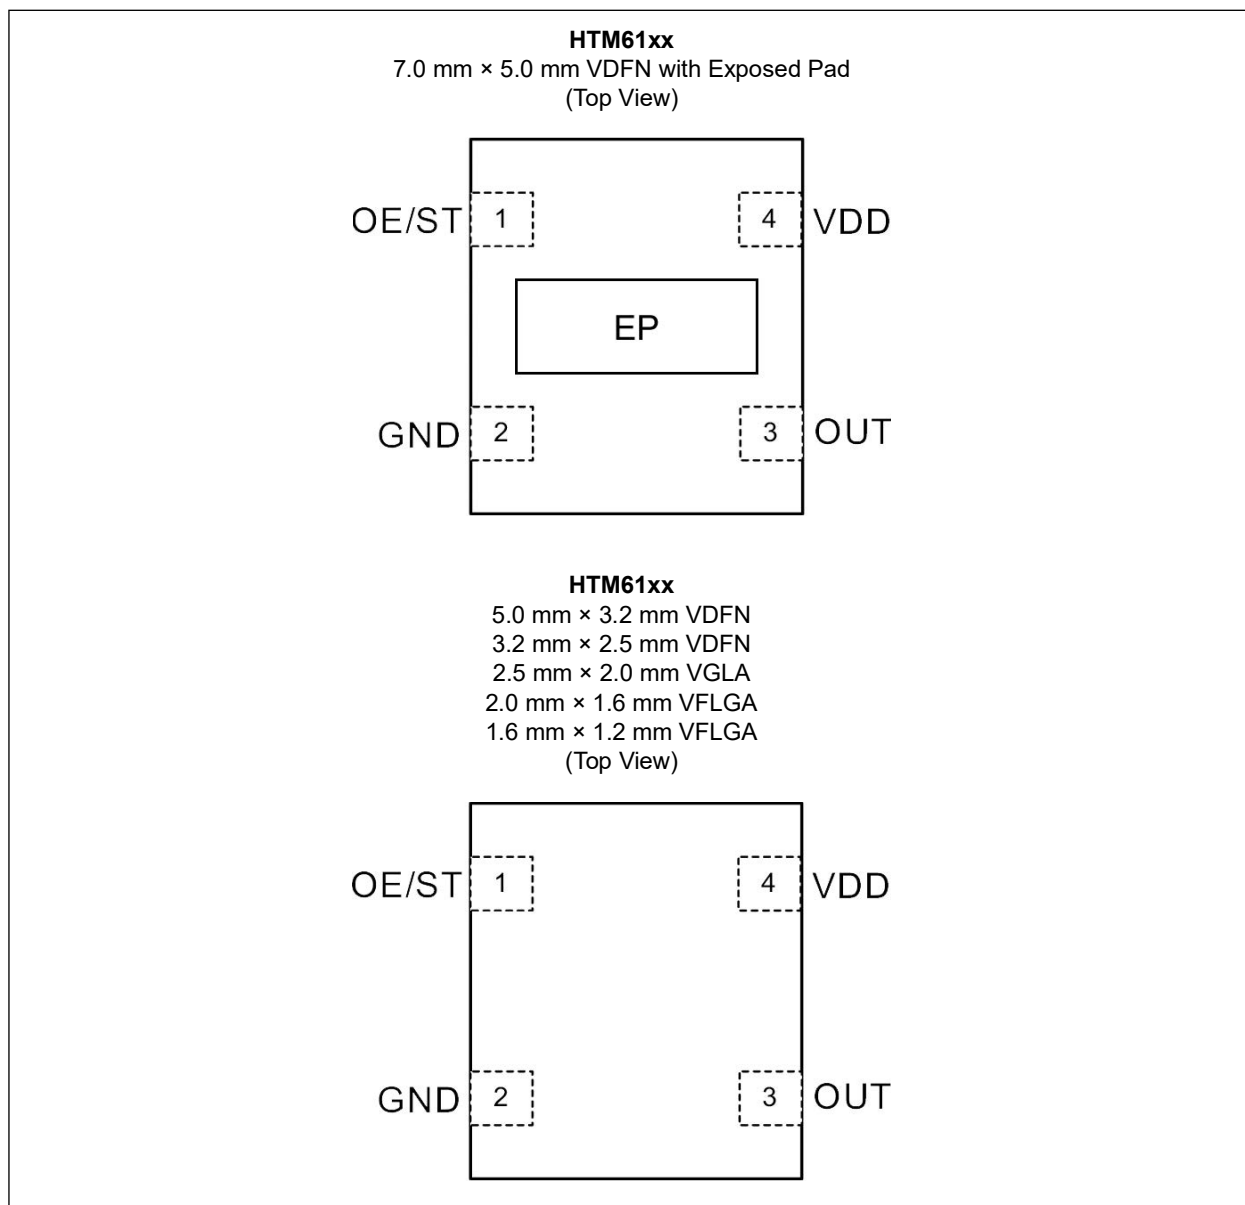 HTM61xx
7.0 mm × 5.0 mm VDFN with Exposed Pad
(Top View)
OE/ST 1 4 VDD
EP
GND 2 3 OUT
HTM61xx
5.0 mm × 3.2 mm VDFN
3.2 mm × 2.5 mm VDFN
2.5 mm × 2.0 mm VGLA
2.0 mm × 1.6 mm VFLGA
1.6 mm × 1.2 mm VFLGA
(Top View)
OE/ST 1 4 VDD
GND 2 3 OUT